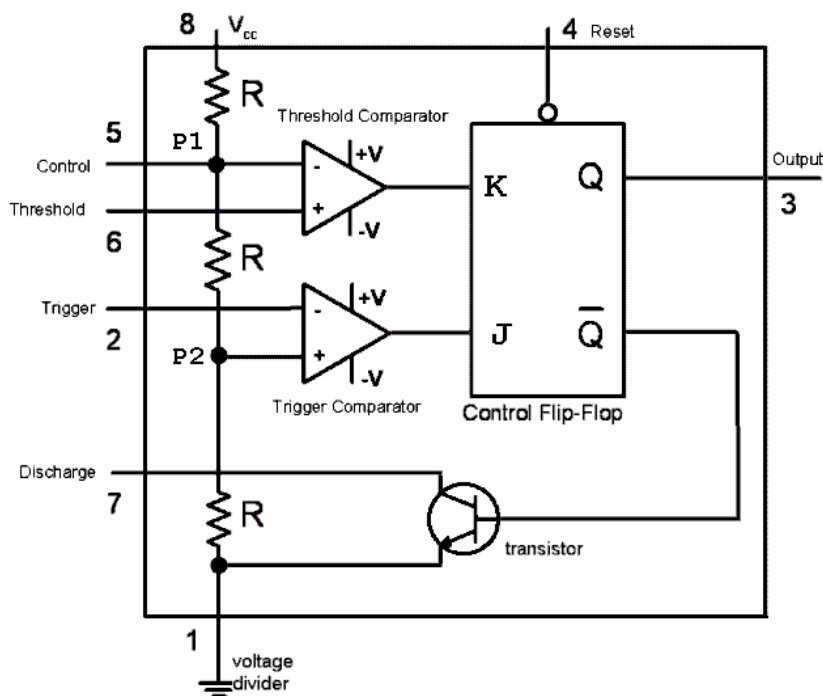 8 Vcc
4 Reset
R
Threshold Comparator
5
P1
+V
Control
-
K
Q
Output
Threshold
+
3
6
-V
R
Trigger
+V
-
2
J
Q̅
P2
+
-V
Trigger Comparator
Control Flip-Flop
Discharge
7
R
transistor
1
voltage
divider